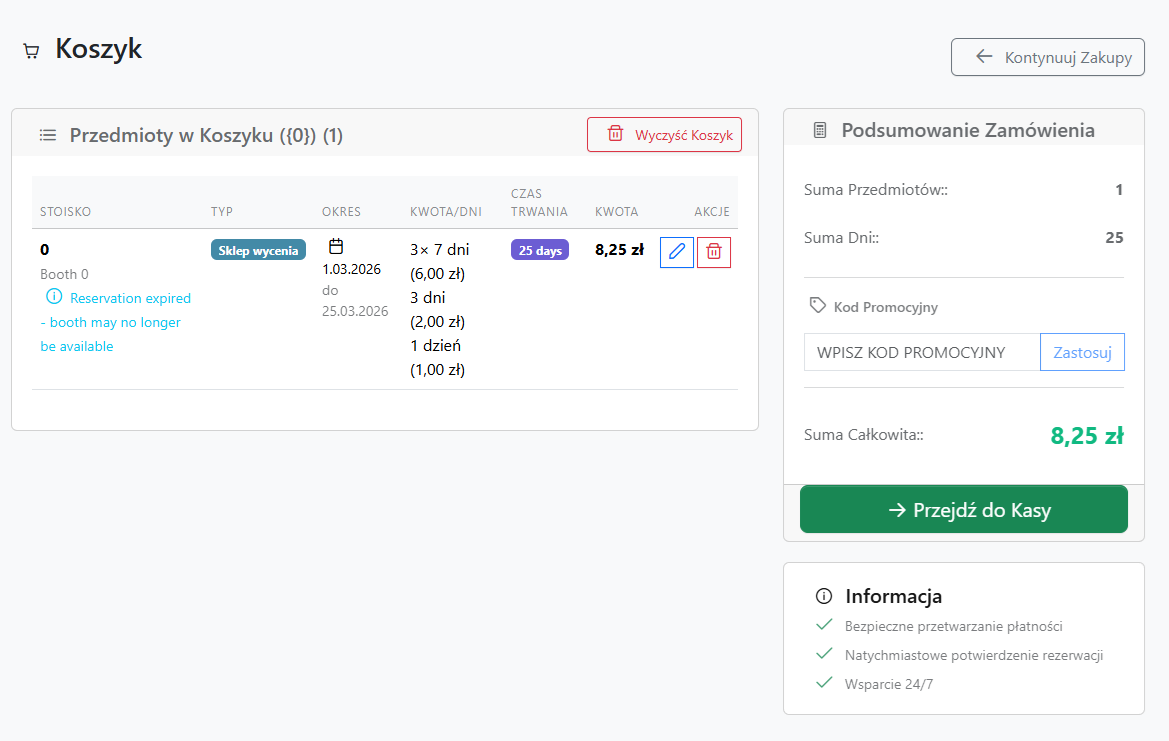 Koszyk
Kontynuuj Zakupy
Przedmioty w Koszyku ({0}) (1)
Wyczyść Koszyk
STOISKO
TYP
OKRES
KWOTA/DNI
CZAS
TRWANIA
KWOTA
AKCJE
0
Booth 0
Reservation expired
- booth may no longer
be available
Sklep wycenia
1.03.2026
do
25.03.2026
3× 7 dni
(6,00 zł)
3 dni
(2,00 zł)
1 dzień
(1,00 zł)
25 days
8,25 zł
Podsumowanie Zamówienia
Suma Przedmiotów:: 1
Suma Dni:: 25
Kod Promocyjny
WPISZ KOD PROMOCYJNY Zastosuj
Suma Całkowita:: 8,25 zł
→ Przejdź do Kasy
Informacja
Bezpieczne przetwarzanie płatności
Natychmiastowe potwierdzenie rezerwacji
Wsparcie 24/7